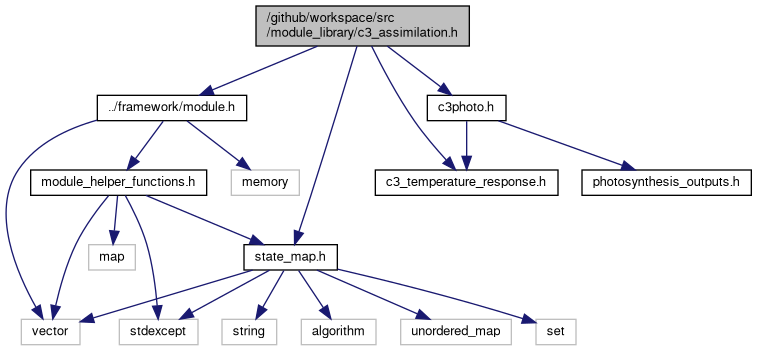 /github/workspace/src
/module_library/c3_assimilation.h
../framework/module.h
c3photo.h
module_helper_functions.h
memory
c3_temperature_response.h
photosynthesis_outputs.h
map
state_map.h
vector
stdexcept
string
algorithm
unordered_map
set